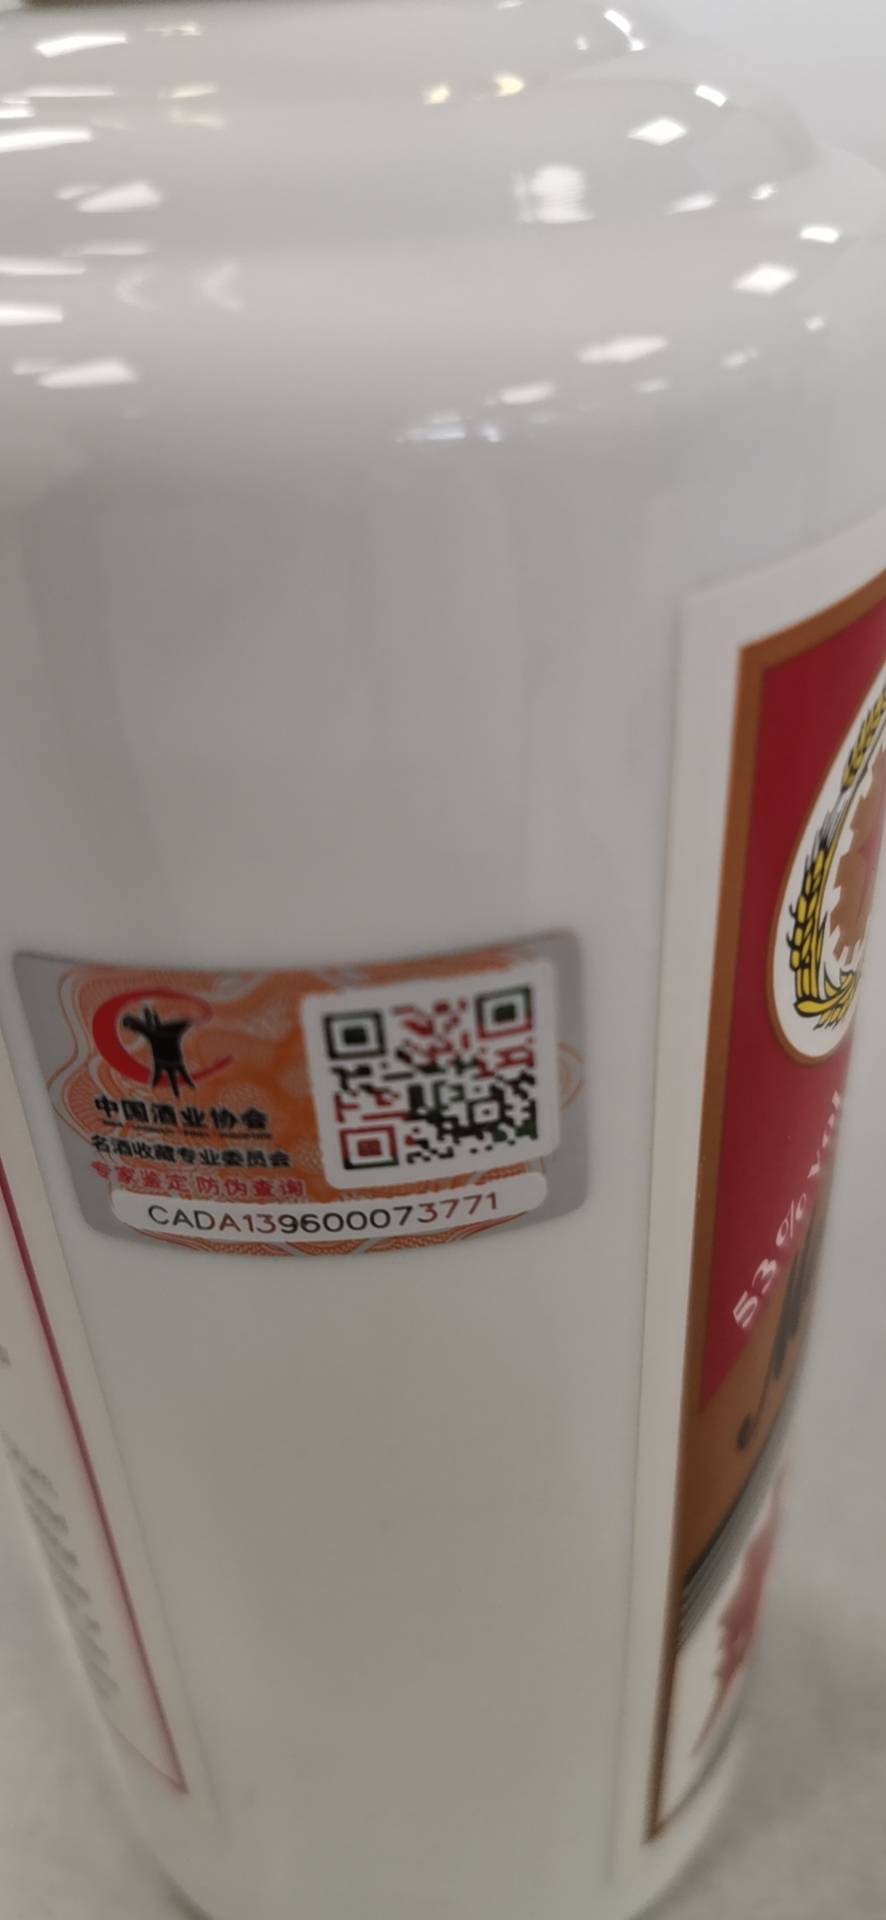 中国酒业协会
名酒收藏专业委员会
专家鉴定 防伪查询
CADA139600073771
53% vol